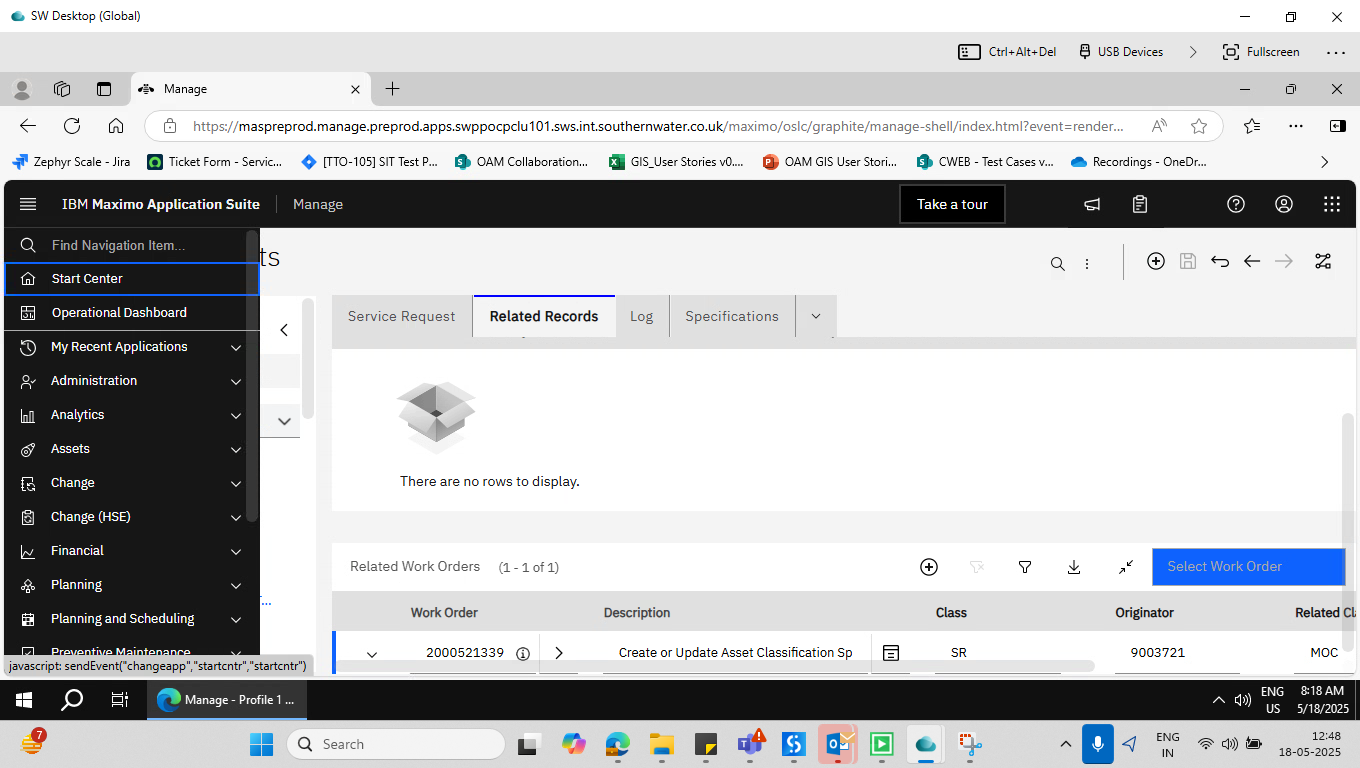 SW Desktop (Global)
Ctrl+Alt+Del USB Devices Fullscreen
Manage
https://maspreprod.manage.preprod.apps.swppocpclu101.sws.int.southernwater.co.uk/maximo/oslc/graphite/manage-shell/index.html?event=render...
Zephyr Scale - Jira Ticket Form - Servic... [TTO-105] SIT Test P... OAM Collaboration... GIS_User Stories v0.... OAM GIS User Stori... CWEB - Test Cases v... Recordings - OneDr...
IBM Maximo Application Suite Manage Take a tour
Find Navigation Item...
ts
Start Center
Operational Dashboard
My Recent Applications
Administration
Analytics
Assets
Change
Change (HSE)
Financial
Planning
Planning and Scheduling
Preventive Maintenance
javascript: sendEvent("changeapp","startcntr","startcntr")
Service Request Related Records Log Specifications
There are no rows to display.
Related Work Orders (1 - 1 of 1) Select Work Order
Work Order Description Class Originator Related Cl
2000521339 Create or Update Asset Classification Sp SR 9003721 MOC
Manage - Profile 1 ...
ENG
US
8:18 AM
5/18/2025
7
Search
ENG
IN
12:48
18-05-2025